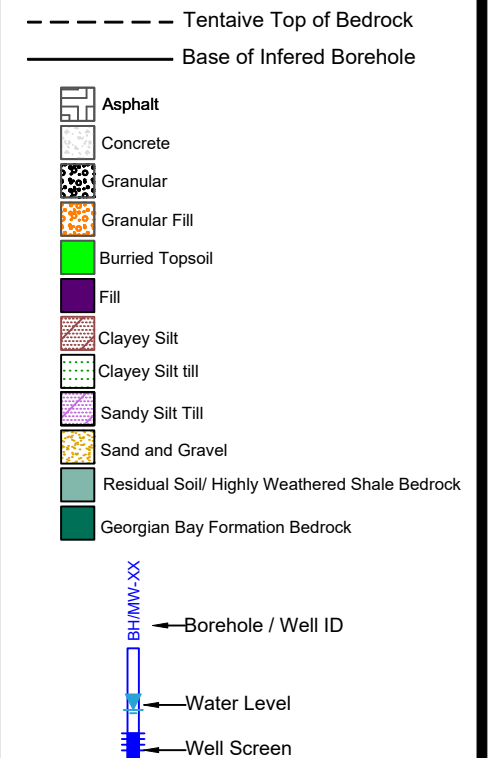 Tentaive Top of Bedrock
Base of Infered Borehole
Asphalt
Concrete
Granular
Granular Fill
Burried Topsoil
Fill
Clayey Silt
Clayey Silt till
Sandy Silt Till
Sand and Gravel
Residual Soil/ Highly Weathered Shale Bedrock
Georgian Bay Formation Bedrock
BH/MW-XX
Borehole / Well ID
Water Level
Well Screen